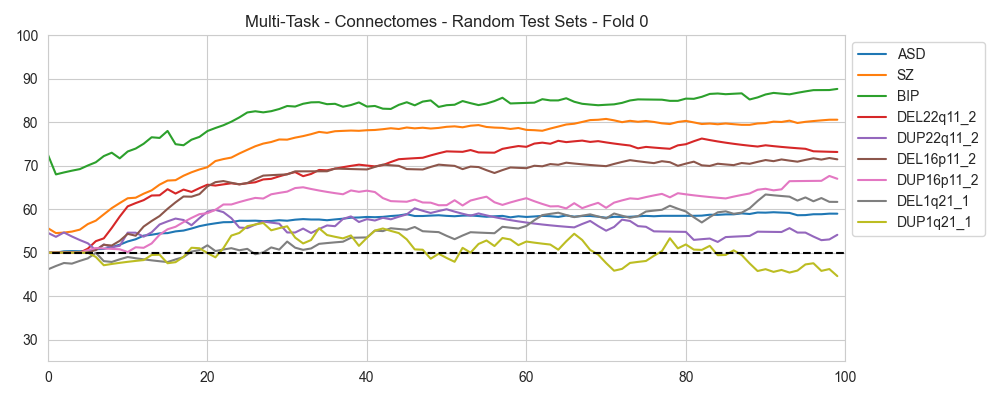 Multi-Task - Connectomes - Random Test Sets - Fold 0
100
90
80
70
60
50
40
30
0 20 40 60 80 100
ASD
SZ
BIP
DEL22q11_2
DUP22q11_2
DEL16p11_2
DUP16p11_2
DEL1q21_1
DUP1q21_1